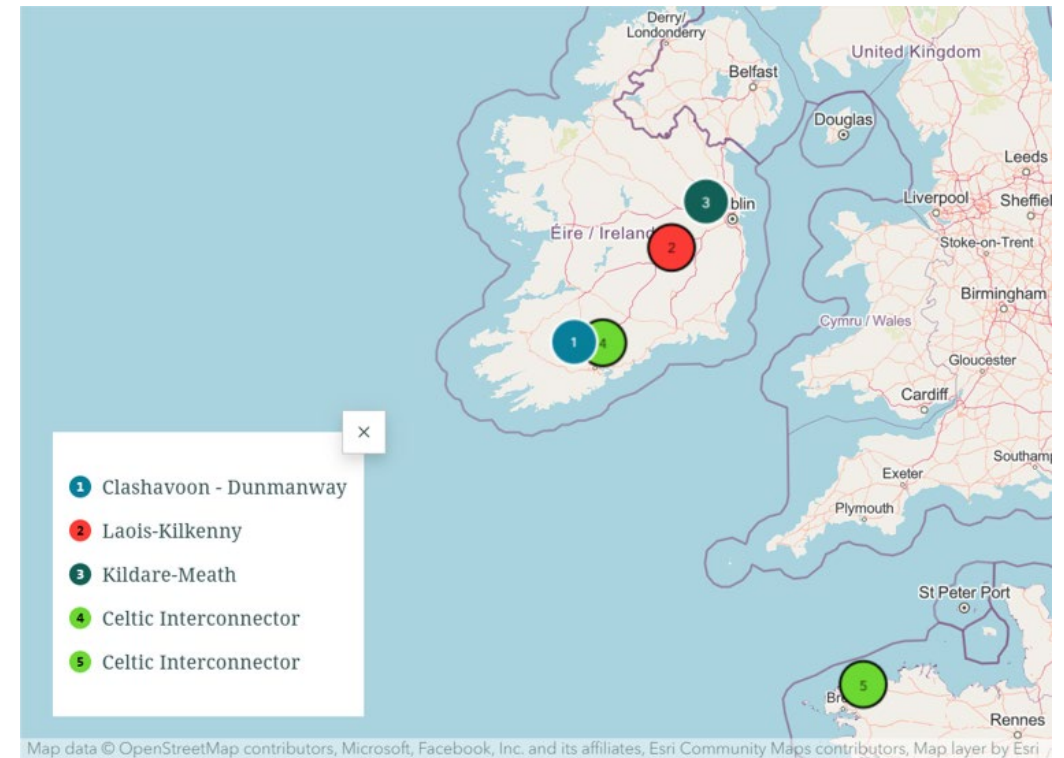 Derry/
Londonderry
United Kingdom
Belfast
Douglas
Leeds
3
blin
Liverpool
Sheffiel
Éire / Ireland
2
Stoke-on-Trent
Birmingham
Cymru / Wales
1
4
Gloucester
Cardiff
Southamp
Exeter
Plymouth
×
1 Clashavoon - Dunmanway
2 Laois-Kilkenny
3 Kildare-Meath
4 Celtic Interconnector
5 Celtic Interconnector
St Peter Port
5
Br
Rennes
Map data © OpenStreetMap contributors, Microsoft, Facebook, Inc. and its affiliates, Esri Community Maps contributors, Map layer by Esri